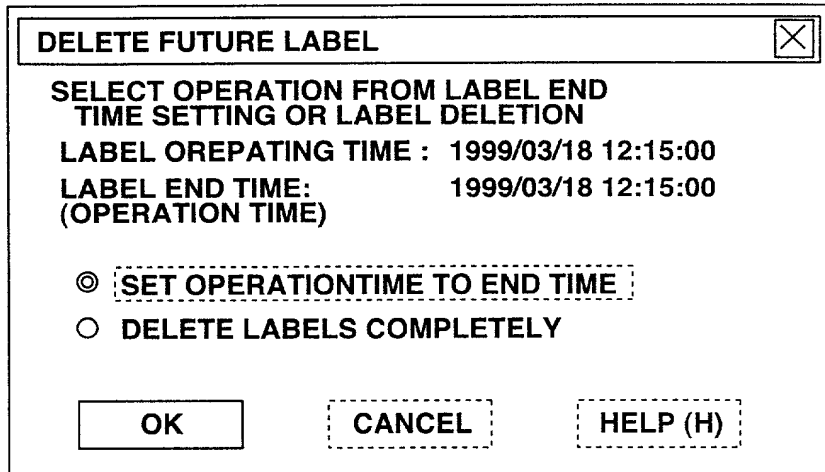 DELETE FUTURE LABEL
SELECT OPERATION FROM LABEL END
TIME SETTING OR LABEL DELETION
LABEL OREPATING TIME : 1999/03/18 12:15:00
LABEL END TIME: 1999/03/18 12:15:00
(OPERATION TIME)
SET OPERATIONTIME TO END TIME
DELETE LABELS COMPLETELY
OK CANCEL HELP (H)